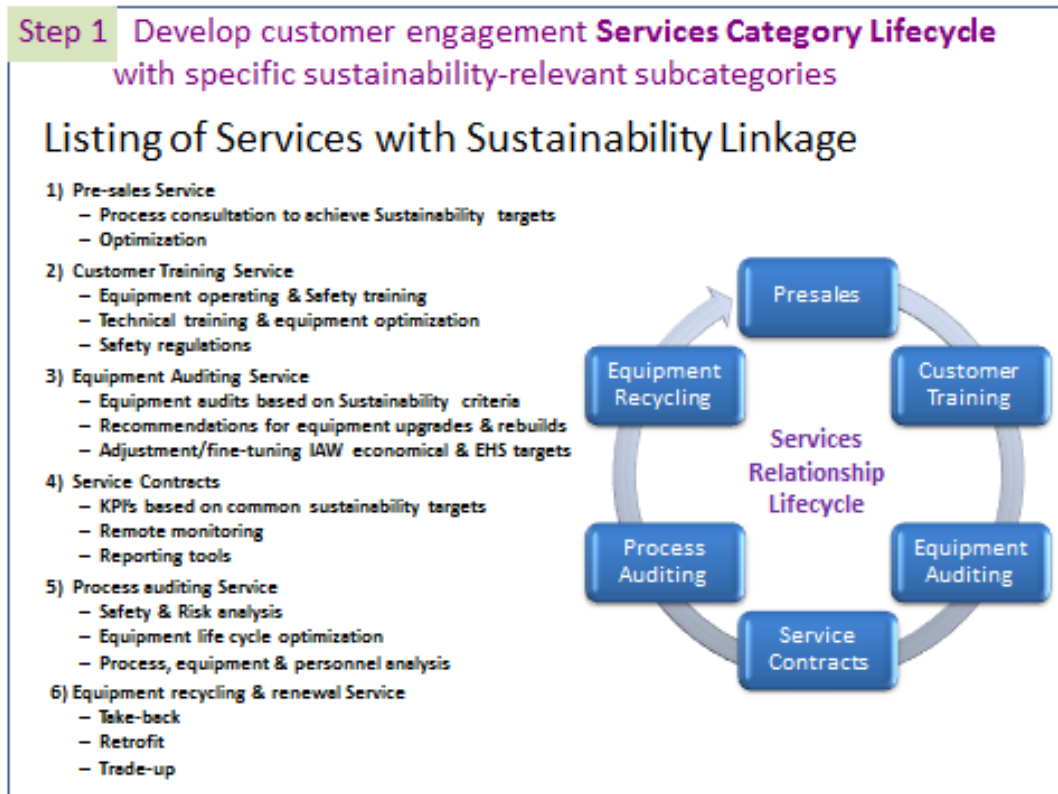 Step 1 Develop customer engagement Services Category Lifecycle
with specific sustainability-relevant subcategories
Listing of Services with Sustainability Linkage
1) Pre-sales Service
– Process consultation to achieve Sustainability targets
– Optimization
2) Customer Training Service
– Equipment operating & Safety training
– Technical training & equipment optimization
– Safety regulations
3) Equipment Auditing Service
– Equipment audits based on Sustainability criteria
– Recommendations for equipment upgrades & rebuilds
– Adjustment/fine-tuning IAW economical & EHS targets
4) Service Contracts
– KPI's based on common sustainability targets
– Remote monitoring
– Reporting tools
5) Process auditing Service
– Safety & Risk analysis
– Equipment life cycle optimization
– Process, equipment & personnel analysis
6) Equipment recycling & renewal Service
– Take-back
– Retrofit
– Trade-up
Presales
Customer
Training
Equipment
Auditing
Service
Contracts
Process
Auditing
Equipment
Recycling
Services
Relationship
Lifecycle